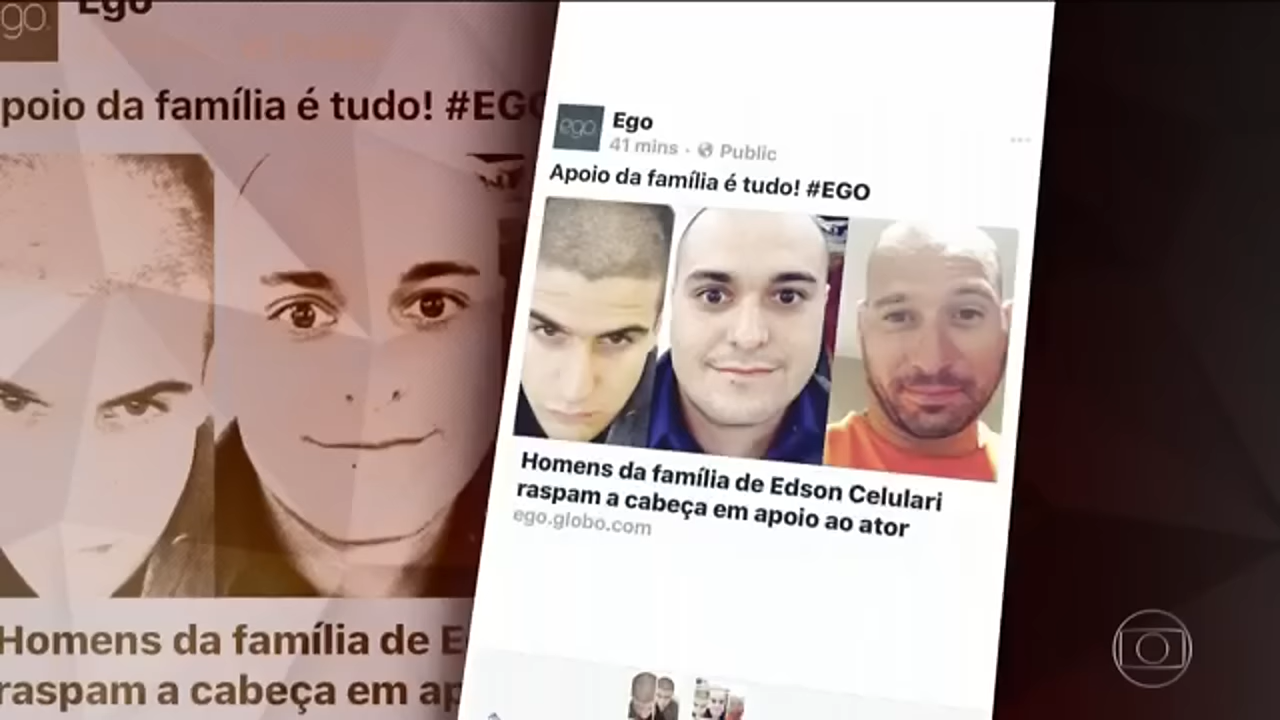 ego.
Ego
poio da família é tudo! #EGO
Homens da família de E
raspam a cabeça em ap
ego
Ego
41 mins · Public
Apoio da família é tudo! #EGO
Homens da família de Edson Celulari
raspam a cabeça em apoio ao ator
ego.globo.com